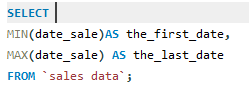 SELECT
MIN(date_sale)AS the_first_date,
MAX(date_sale) AS the_last_date
FROM `sales data`;